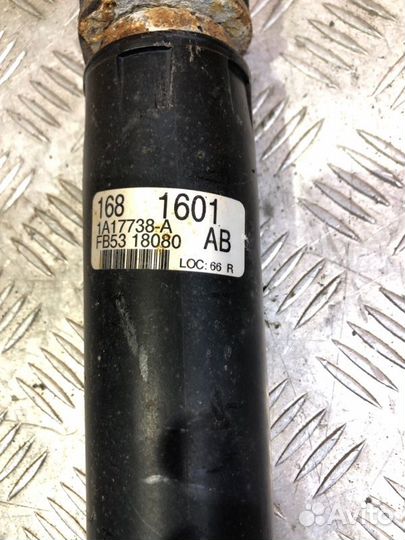 168 1601
1A17738-A
FB53 18080 AB
LOC: 66 R
Avito